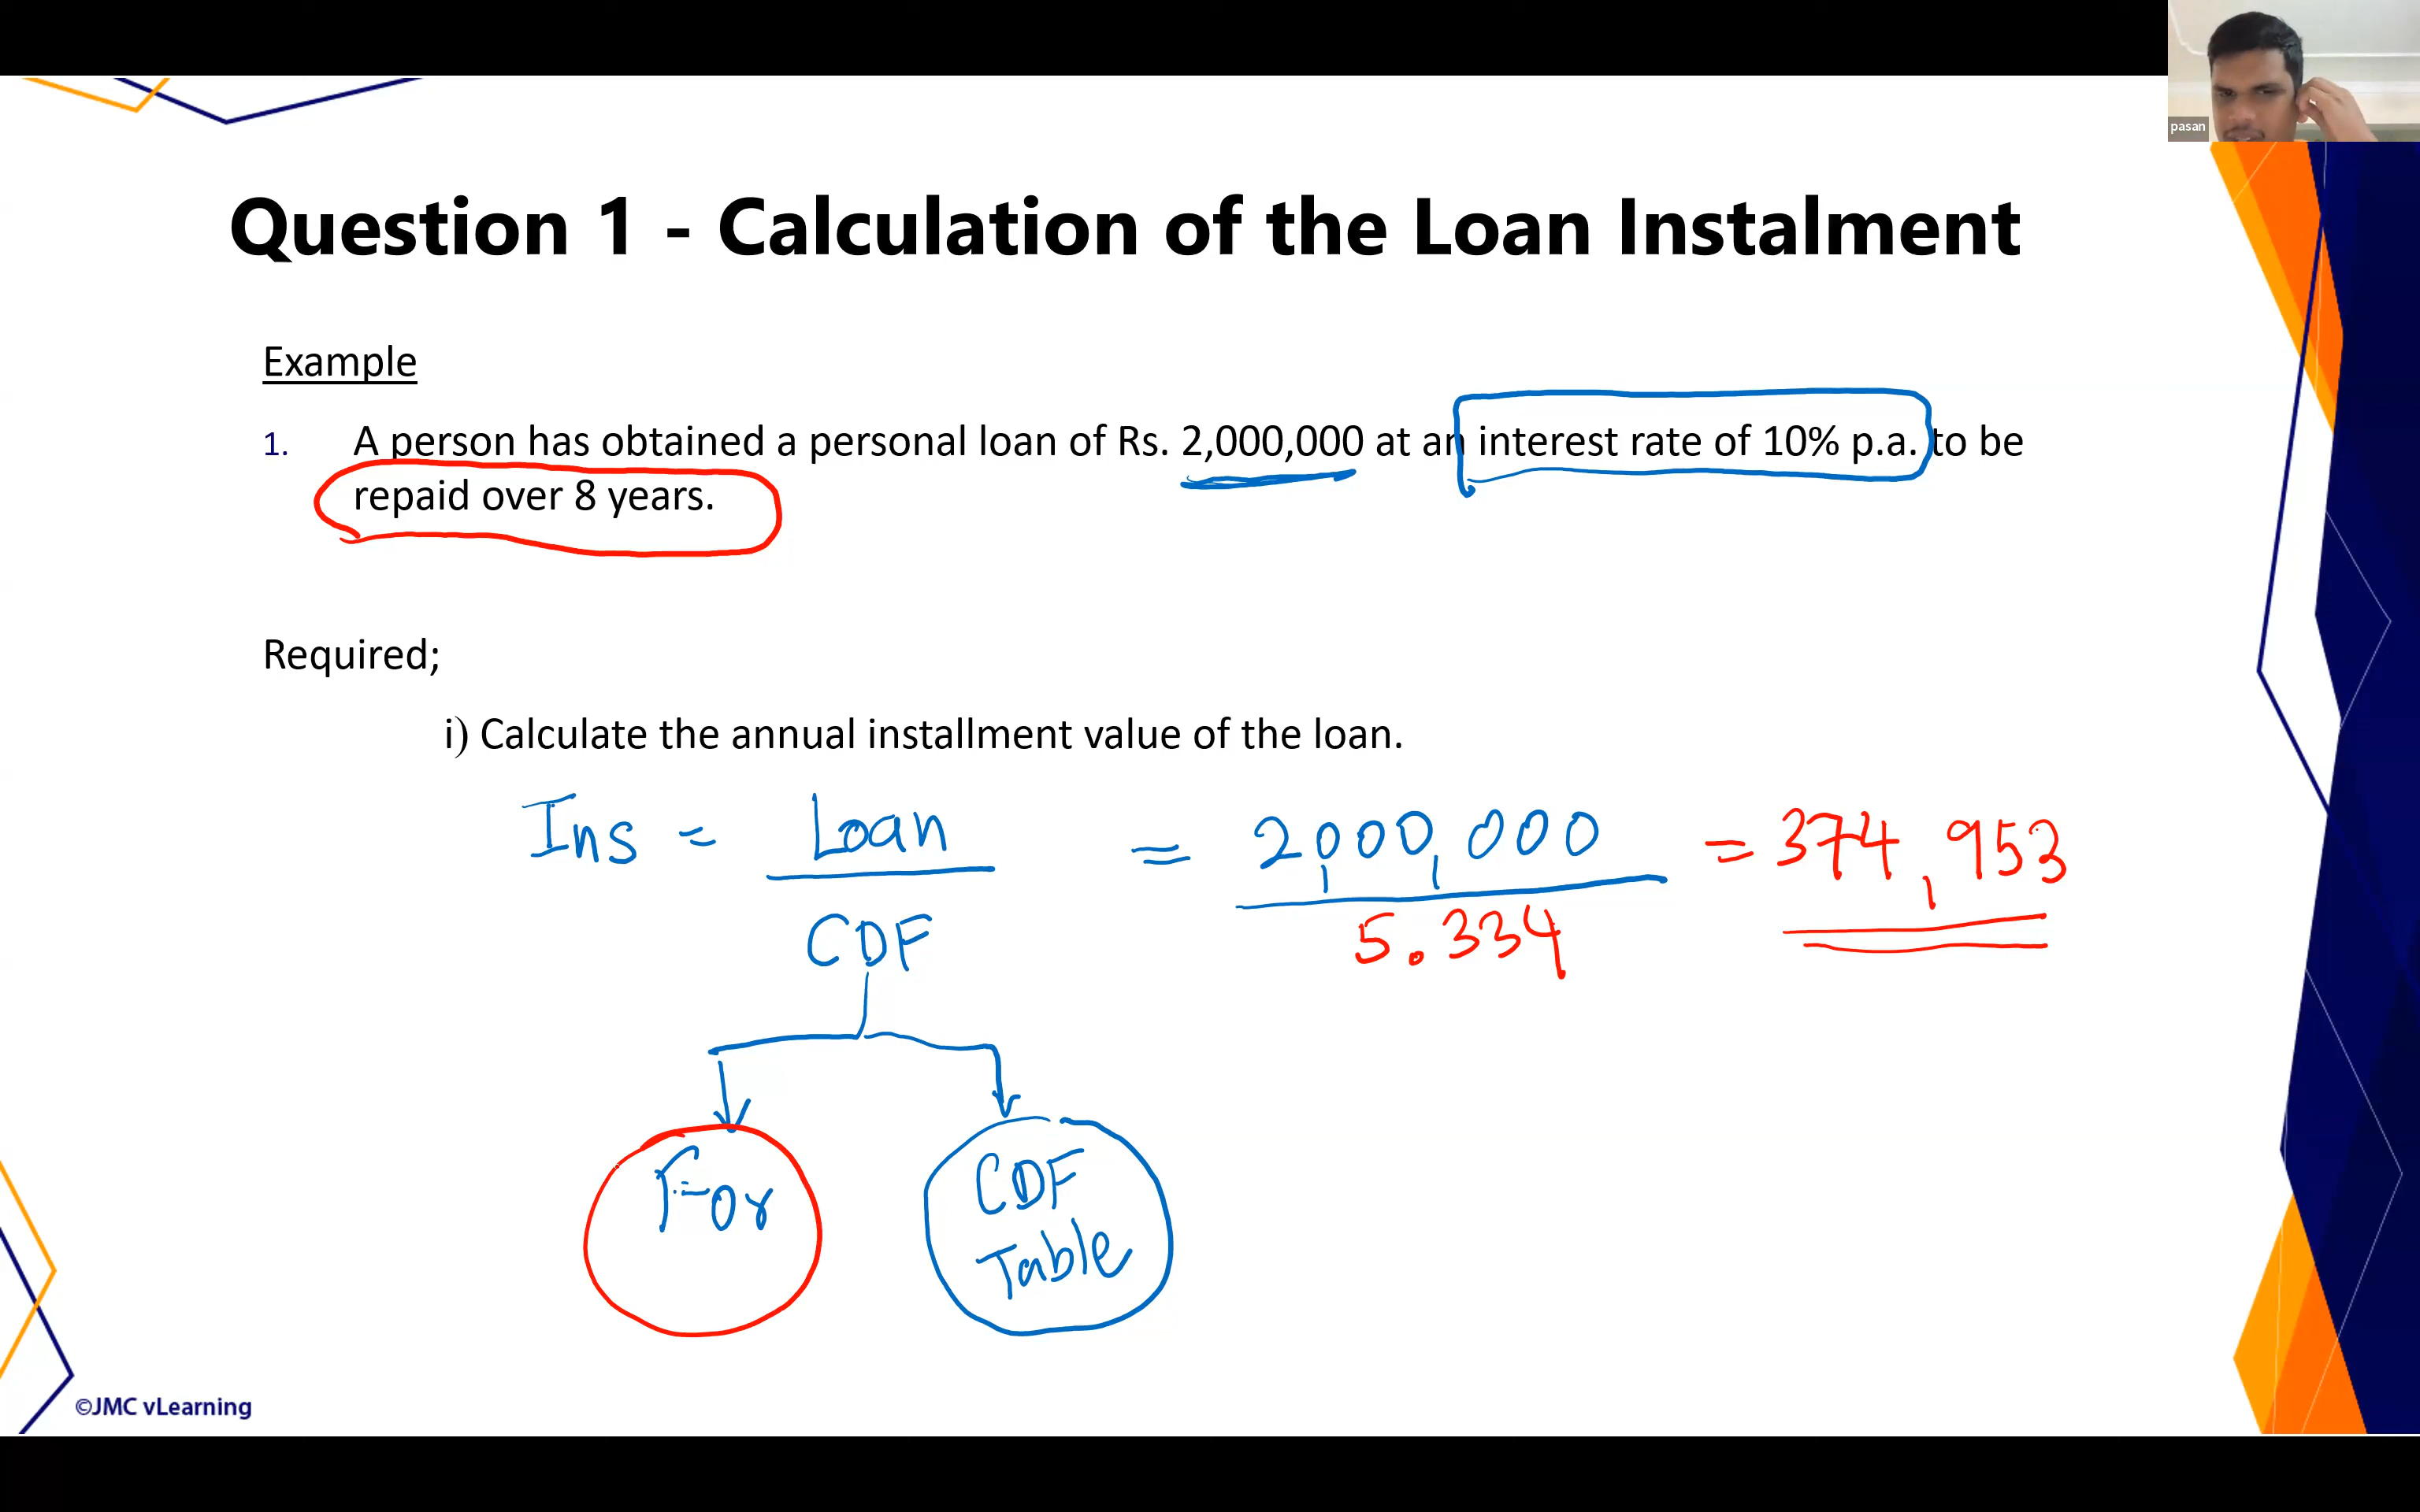 pasan
Question 1 - Calculation of the Loan Instalment
Example
1. A person has obtained a personal loan of Rs. 2,000,000 at an interest rate of 10% p.a. to be
repaid over 8 years.
Required;
i) Calculate the annual installment value of the loan.
Ins = Loan = 2,000,000 = 374,953
CDF 5.334
For CDF
Table
©JMC vLearning